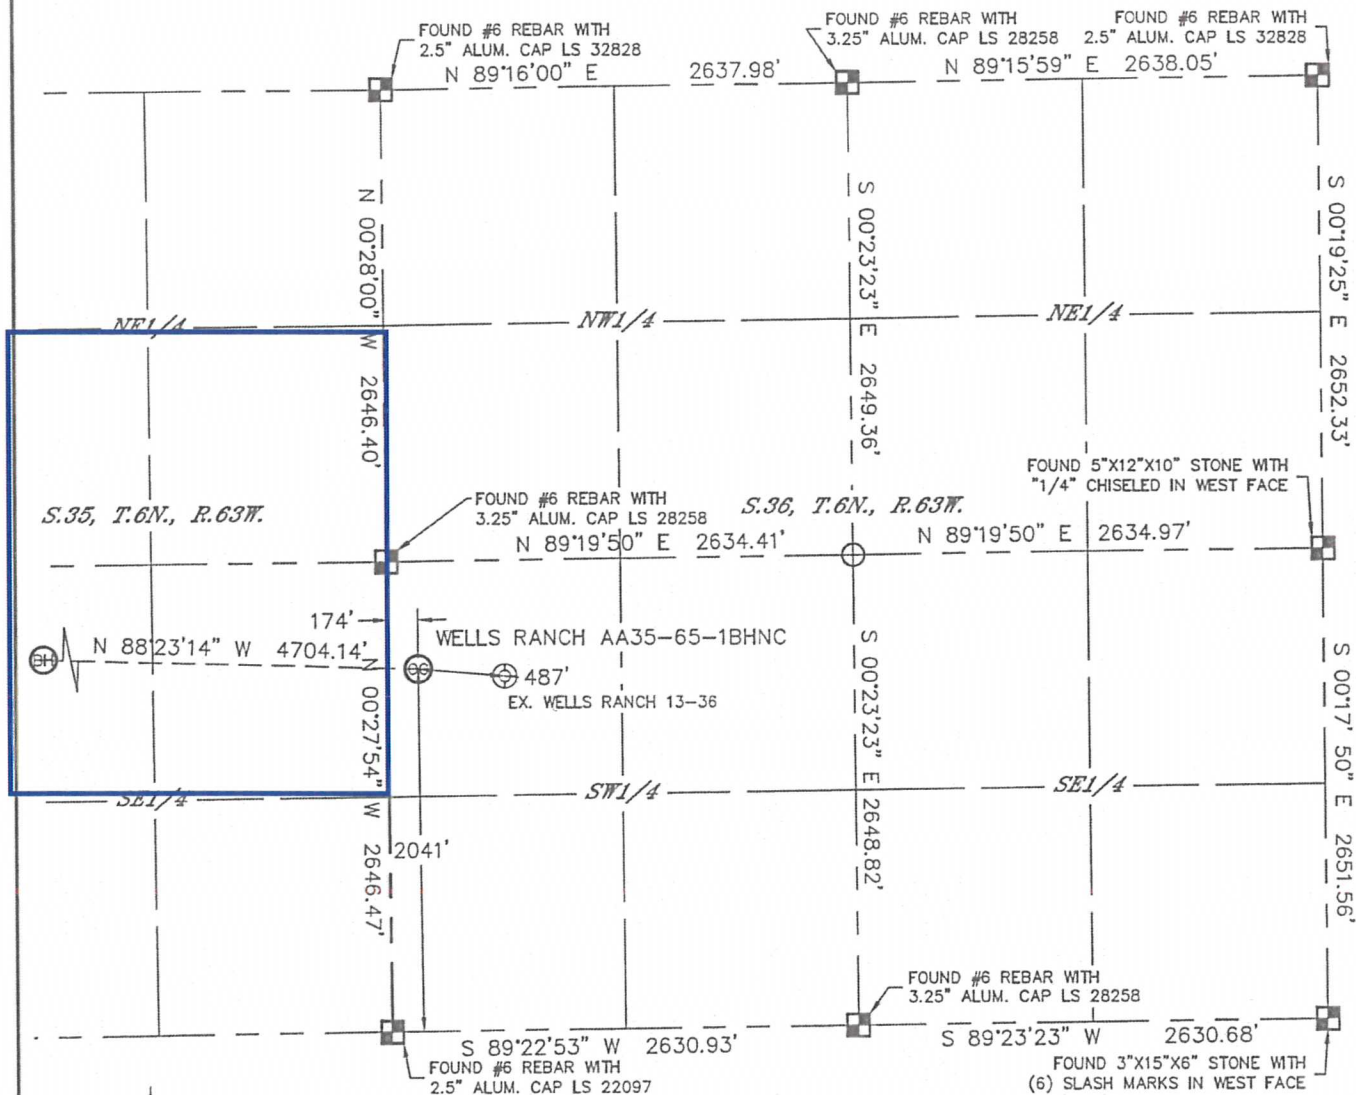 FOUND #6 REBAR WITH
2.5" ALUM. CAP LS 32828
N 89°16'00" E 2637.98'
FOUND #6 REBAR WITH
3.25" ALUM. CAP LS 28258
FOUND #6 REBAR WITH
2.5" ALUM. CAP LS 32828
N 89°15'59" E 2638.05'
N 00°28'00" W 2646.40'
S 00°23'23" E 2649.36'
S 00°19'25" E 2652.33'
NE1/4
NW1/4
NE1/4
FOUND 5"X12"X10" STONE WITH
"1/4" CHISELED IN WEST FACE
S.35, T.6N., R.63W.
FOUND #6 REBAR WITH
3.25" ALUM. CAP LS 28258
S.36, T.6N., R.63W.
N 89°19'50" E 2634.41'
N 89°19'50" E 2634.97'
174'
WELLS RANCH AA35-65-1BHNC
BH
N 88°23'14" W 4704.14'
487'
EX. WELLS RANCH 13-36
N 00°27'54" W 2646.47'
S 00°23'23" E 2648.82'
S 00°17'50" E 2651.56'
SE1/4
SW1/4
SE1/4
2041'
FOUND #6 REBAR WITH
3.25" ALUM. CAP LS 28258
S 89°22'53" W 2630.93'
S 89°23'23" W 2630.68'
FOUND #6 REBAR WITH
2.5" ALUM. CAP LS 22097
FOUND 3"X15"X6" STONE WITH
(6) SLASH MARKS IN WEST FACE